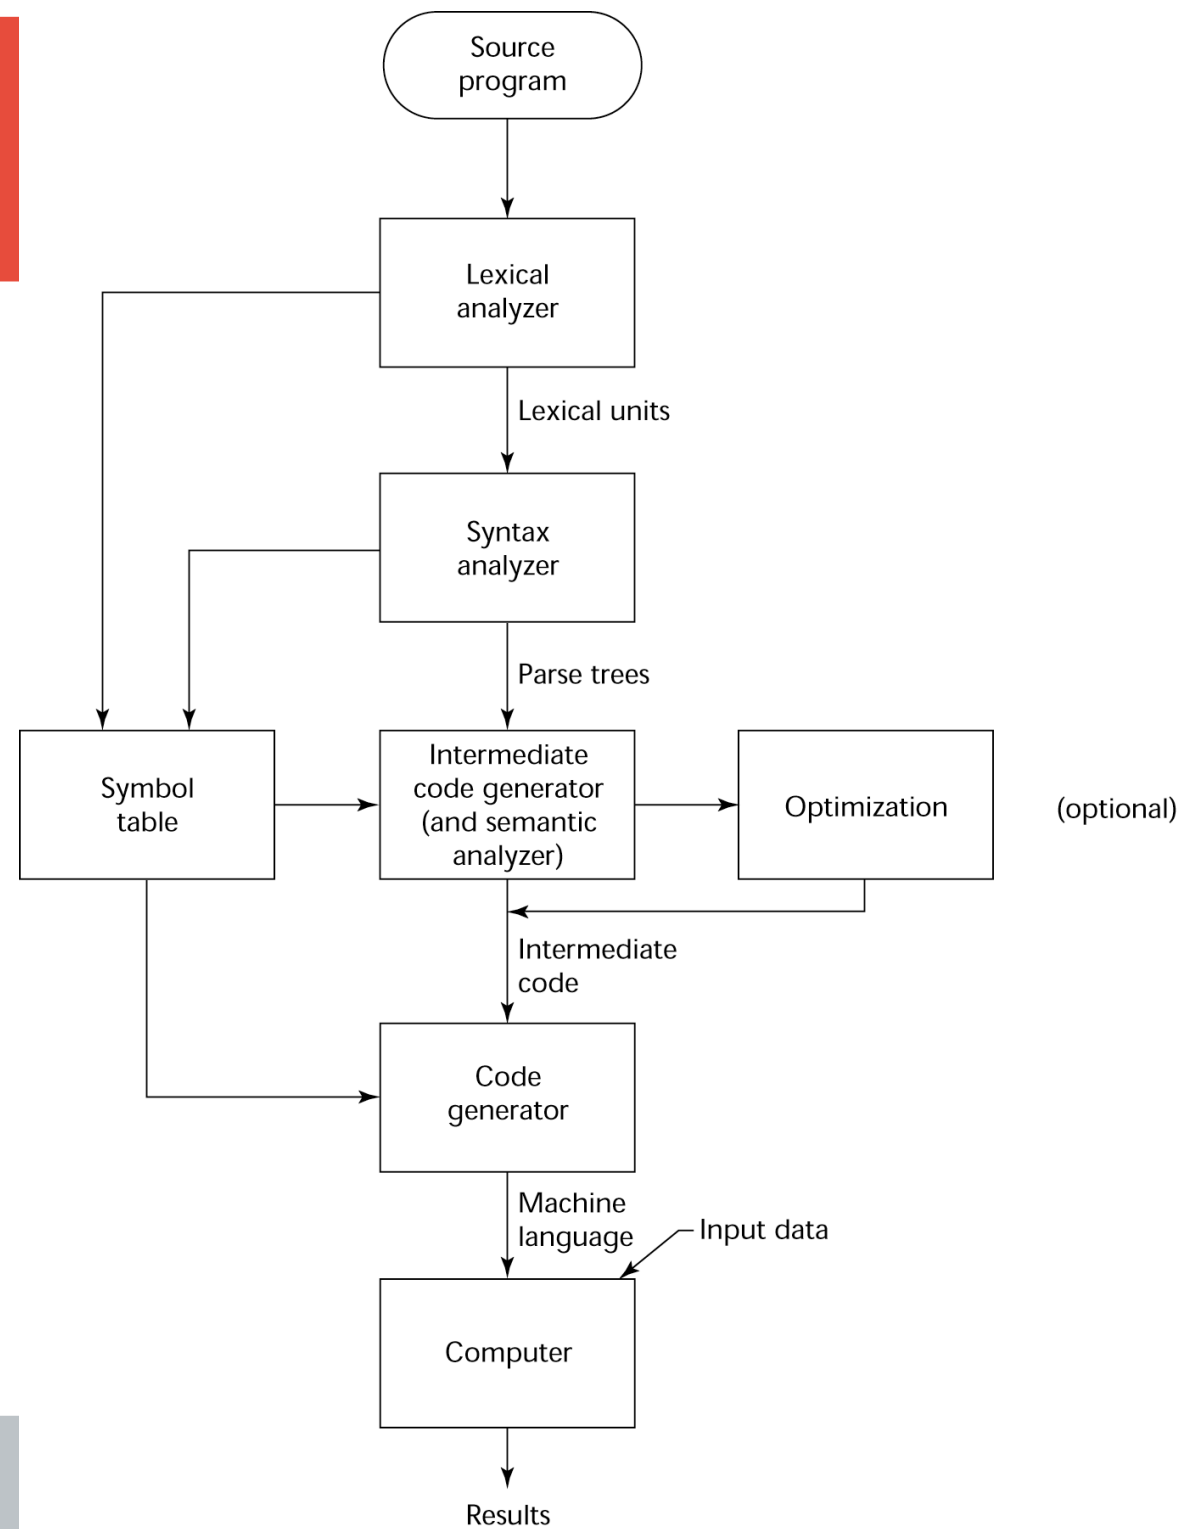 Source
program
Lexical
analyzer
Lexical units
Syntax
analyzer
Parse trees
Symbol
table
Intermediate
code generator
(and semantic
analyzer)
Optimization
(optional)
Intermediate
code
Code
generator
Machine
language
Input data
Computer
Results